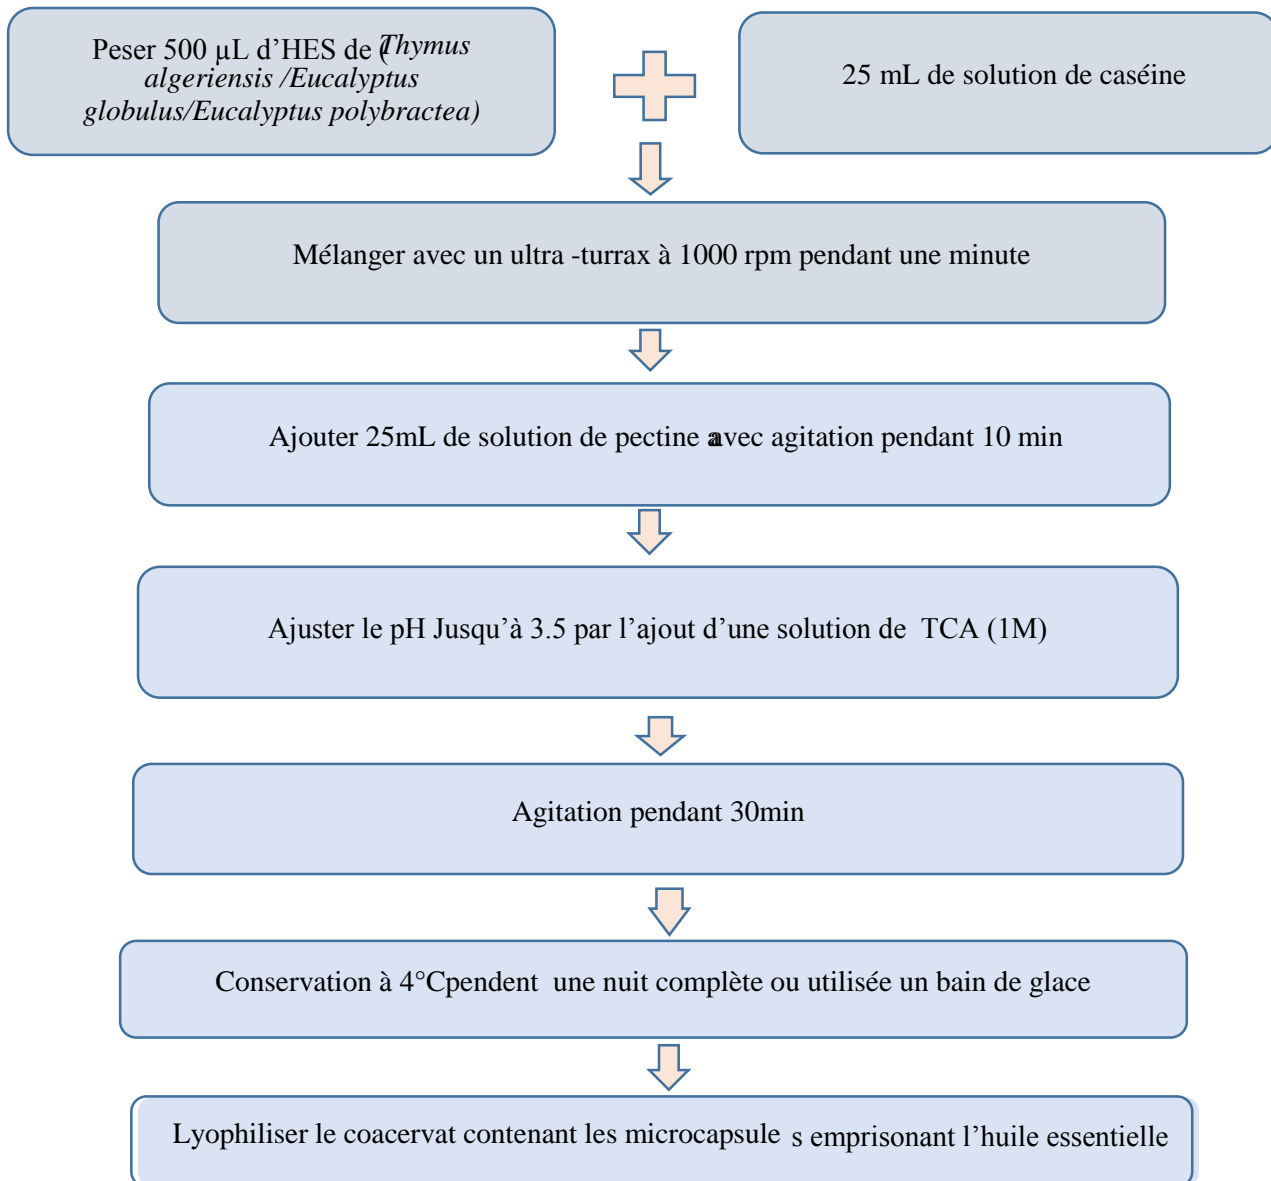 Peser 500 µL d’HES de (Thymus
algeriensis /Eucalyptus
globulus/Eucalyptus polybractea)
25 mL de solution de caséine
Mélanger avec un ultra -turrax à 1000 rpm pendant une minute
Ajouter 25mL de solution de pectine avec agitation pendant 10 min
Ajuster le pH Jusqu’à 3.5 par l’ajout d’une solution de TCA (1M)
Agitation pendant 30min
Conservation à 4°Cpendent une nuit complète ou utilisée un bain de glace
Lyophiliser le coacervat contenant les microcapsule s emprisonant l’huile essentielle